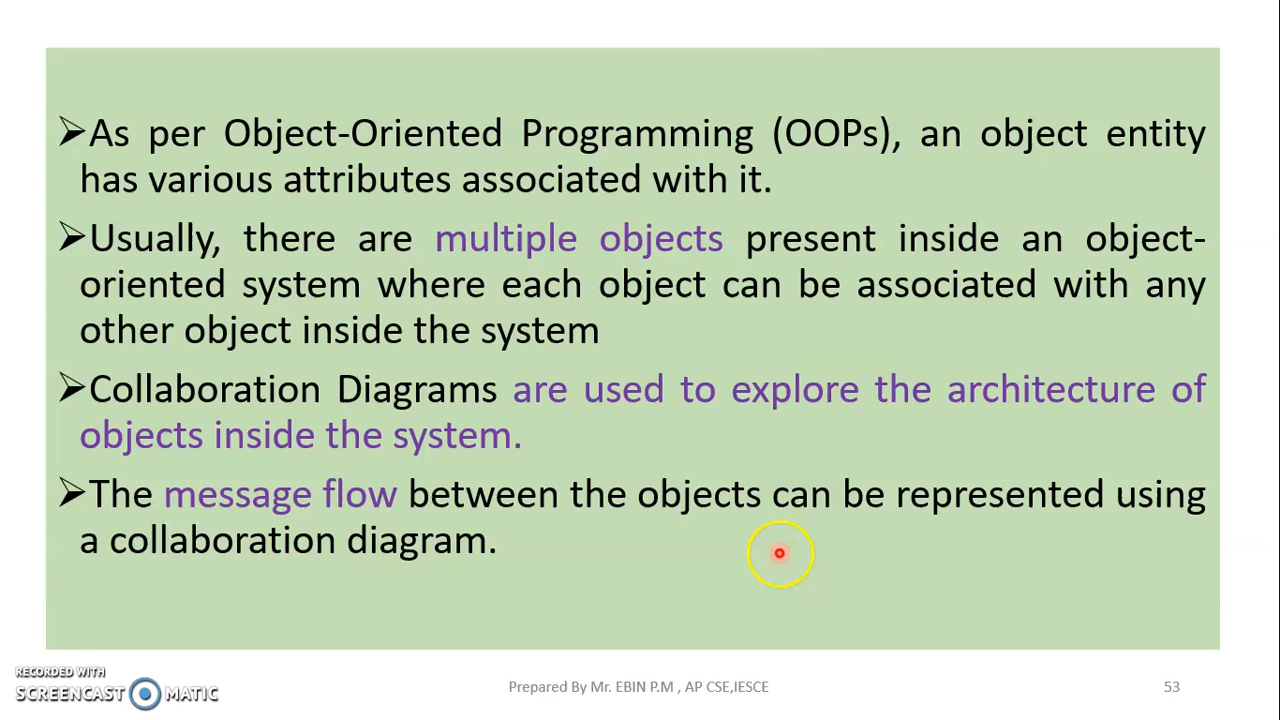 ➢As per Object-Oriented Programming (OOPs), an object entity
has various attributes associated with it.
➢Usually, there are multiple objects present inside an object-
oriented system where each object can be associated with any
other object inside the system
➢Collaboration Diagrams are used to explore the architecture of
objects inside the system.
➢The message flow between the objects can be represented using
a collaboration diagram.
RECORDED WITH
SCREENCAST MATIC
Prepared By Mr. EBIN P.M , AP CSE,IESCE
53